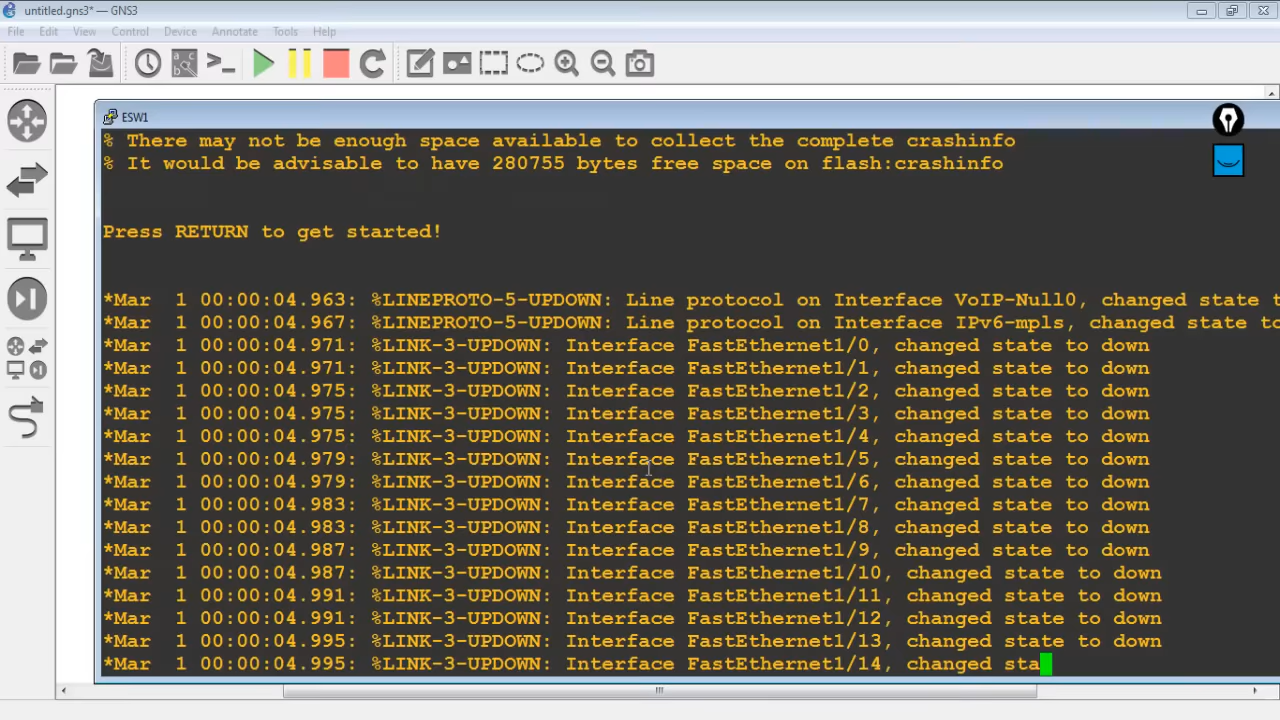 untitled.gns3* — GNS3
File Edit View Control Device Annotate Tools Help
ESW1
% There may not be enough space available to collect the complete crashinfo
% It would be advisable to have 280755 bytes free space on flash:crashinfo
Press RETURN to get started!
*Mar  1 00:00:04.963: %LINEPROTO-5-UPDOWN: Line protocol on Interface VoIP-Null0, changed state t
*Mar  1 00:00:04.967: %LINEPROTO-5-UPDOWN: Line protocol on Interface IPv6-mpls, changed state to
*Mar  1 00:00:04.971: %LINK-3-UPDOWN: Interface FastEthernet1/0, changed state to down
*Mar  1 00:00:04.971: %LINK-3-UPDOWN: Interface FastEthernet1/1, changed state to down
*Mar  1 00:00:04.975: %LINK-3-UPDOWN: Interface FastEthernet1/2, changed state to down
*Mar  1 00:00:04.975: %LINK-3-UPDOWN: Interface FastEthernet1/3, changed state to down
*Mar  1 00:00:04.975: %LINK-3-UPDOWN: Interface FastEthernet1/4, changed state to down
*Mar  1 00:00:04.979: %LINK-3-UPDOWN: Interface FastEthernet1/5, changed state to down
*Mar  1 00:00:04.979: %LINK-3-UPDOWN: Interface FastEthernet1/6, changed state to down
*Mar  1 00:00:04.983: %LINK-3-UPDOWN: Interface FastEthernet1/7, changed state to down
*Mar  1 00:00:04.983: %LINK-3-UPDOWN: Interface FastEthernet1/8, changed state to down
*Mar  1 00:00:04.987: %LINK-3-UPDOWN: Interface FastEthernet1/9, changed state to down
*Mar  1 00:00:04.987: %LINK-3-UPDOWN: Interface FastEthernet1/10, changed state to down
*Mar  1 00:00:04.991: %LINK-3-UPDOWN: Interface FastEthernet1/11, changed state to down
*Mar  1 00:00:04.991: %LINK-3-UPDOWN: Interface FastEthernet1/12, changed state to down
*Mar  1 00:00:04.995: %LINK-3-UPDOWN: Interface FastEthernet1/13, changed state to down
*Mar  1 00:00:04.995: %LINK-3-UPDOWN: Interface FastEthernet1/14, changed sta